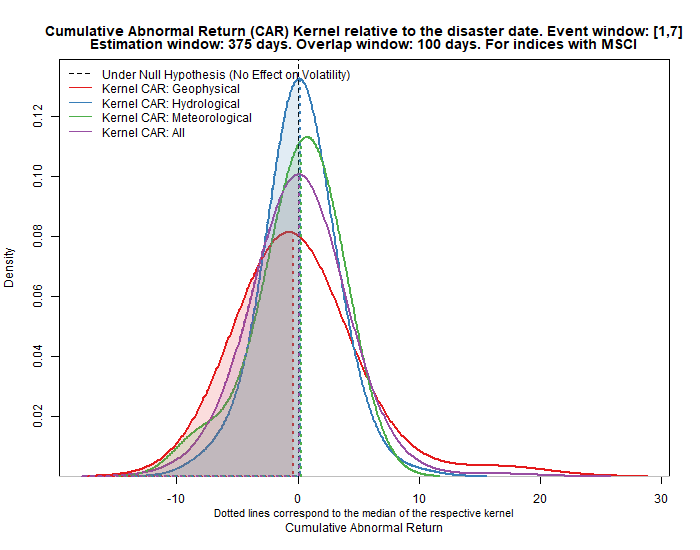 Cumulative Abnormal Return (CAR) Kernel relative to the disaster date. Event window: [1,7]
Estimation window: 375 days. Overlap window: 100 days. For indices with MSCI
Under Null Hypothesis (No Effect on Volatility)
Kernel CAR: Geophysical
Kernel CAR: Hydrological
Kernel CAR: Meteorological
Kernel CAR: All
Density
0.12
0.10
0.08
0.06
0.04
0.02
-10 0 10 20 30
Dotted lines correspond to the median of the respective kernel
Cumulative Abnormal Return